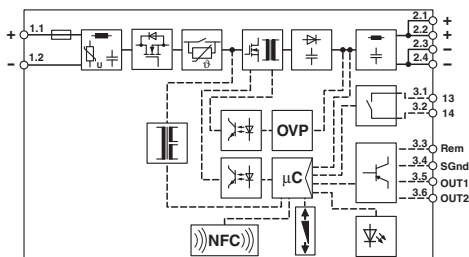 + 1.1
− 1.2
U
ϑ
2.1 +
2.2 +
2.3 −
2.4 −
OVP
3.1 13
3.2 14
μC
3.3 Rem
3.4 SGnd
3.5 OUT1
3.6 OUT2
NFC